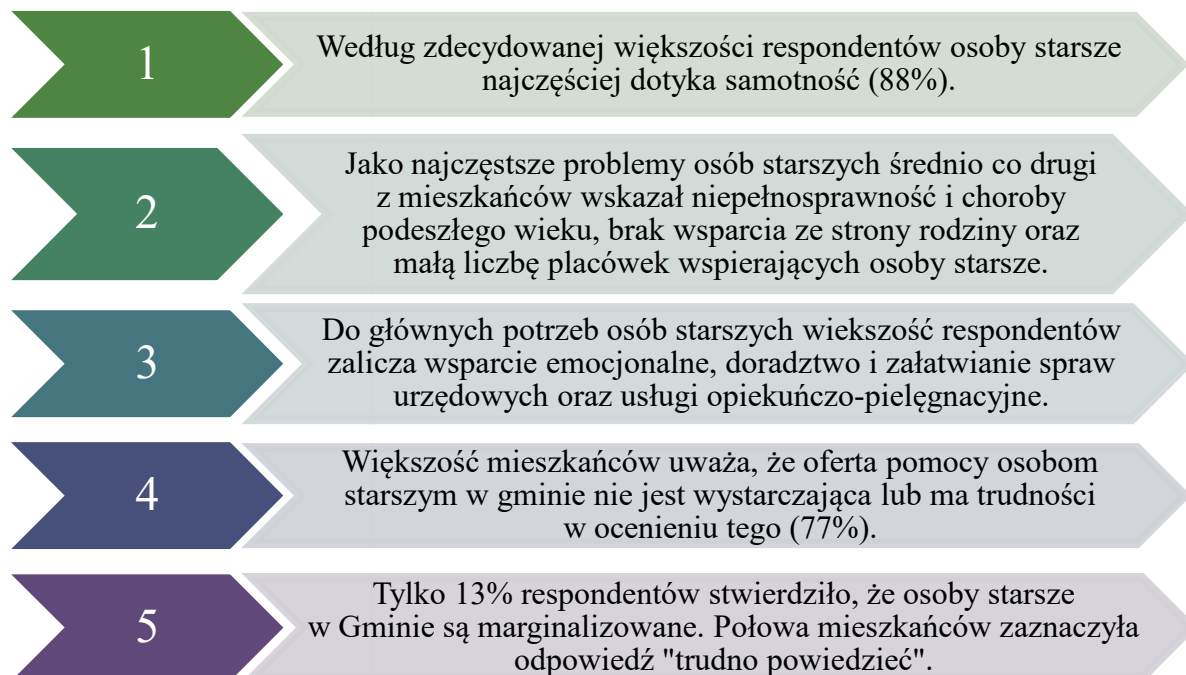 1
Według zdecydowanej większości respondentów osoby starsze
najczęściej dotyka samotność (88%).
2
Jako najczęstsze problemy osób starszych średnio co drugi
z mieszkańców wskazał niepełnosprawność i choroby
podeszłego wieku, brak wsparcia ze strony rodziny oraz
małą liczbę placówek wspierających osoby starsze.
3
Do głównych potrzeb osób starszych wiekszość respondentów
zalicza wsparcie emocjonalne, doradztwo i załatwianie spraw
urzędowych oraz usługi opiekuńczo-pielęgnacyjne.
4
Większość mieszkańców uważa, że oferta pomocy osobom
starszym w gminie nie jest wystarczająca lub ma trudności
w ocenieniu tego (77%).
5
Tylko 13% respondentów stwierdziło, że osoby starsze
w Gminie są marginalizowane. Połowa mieszkańców zaznaczyła
odpowiedź "trudno powiedzieć".